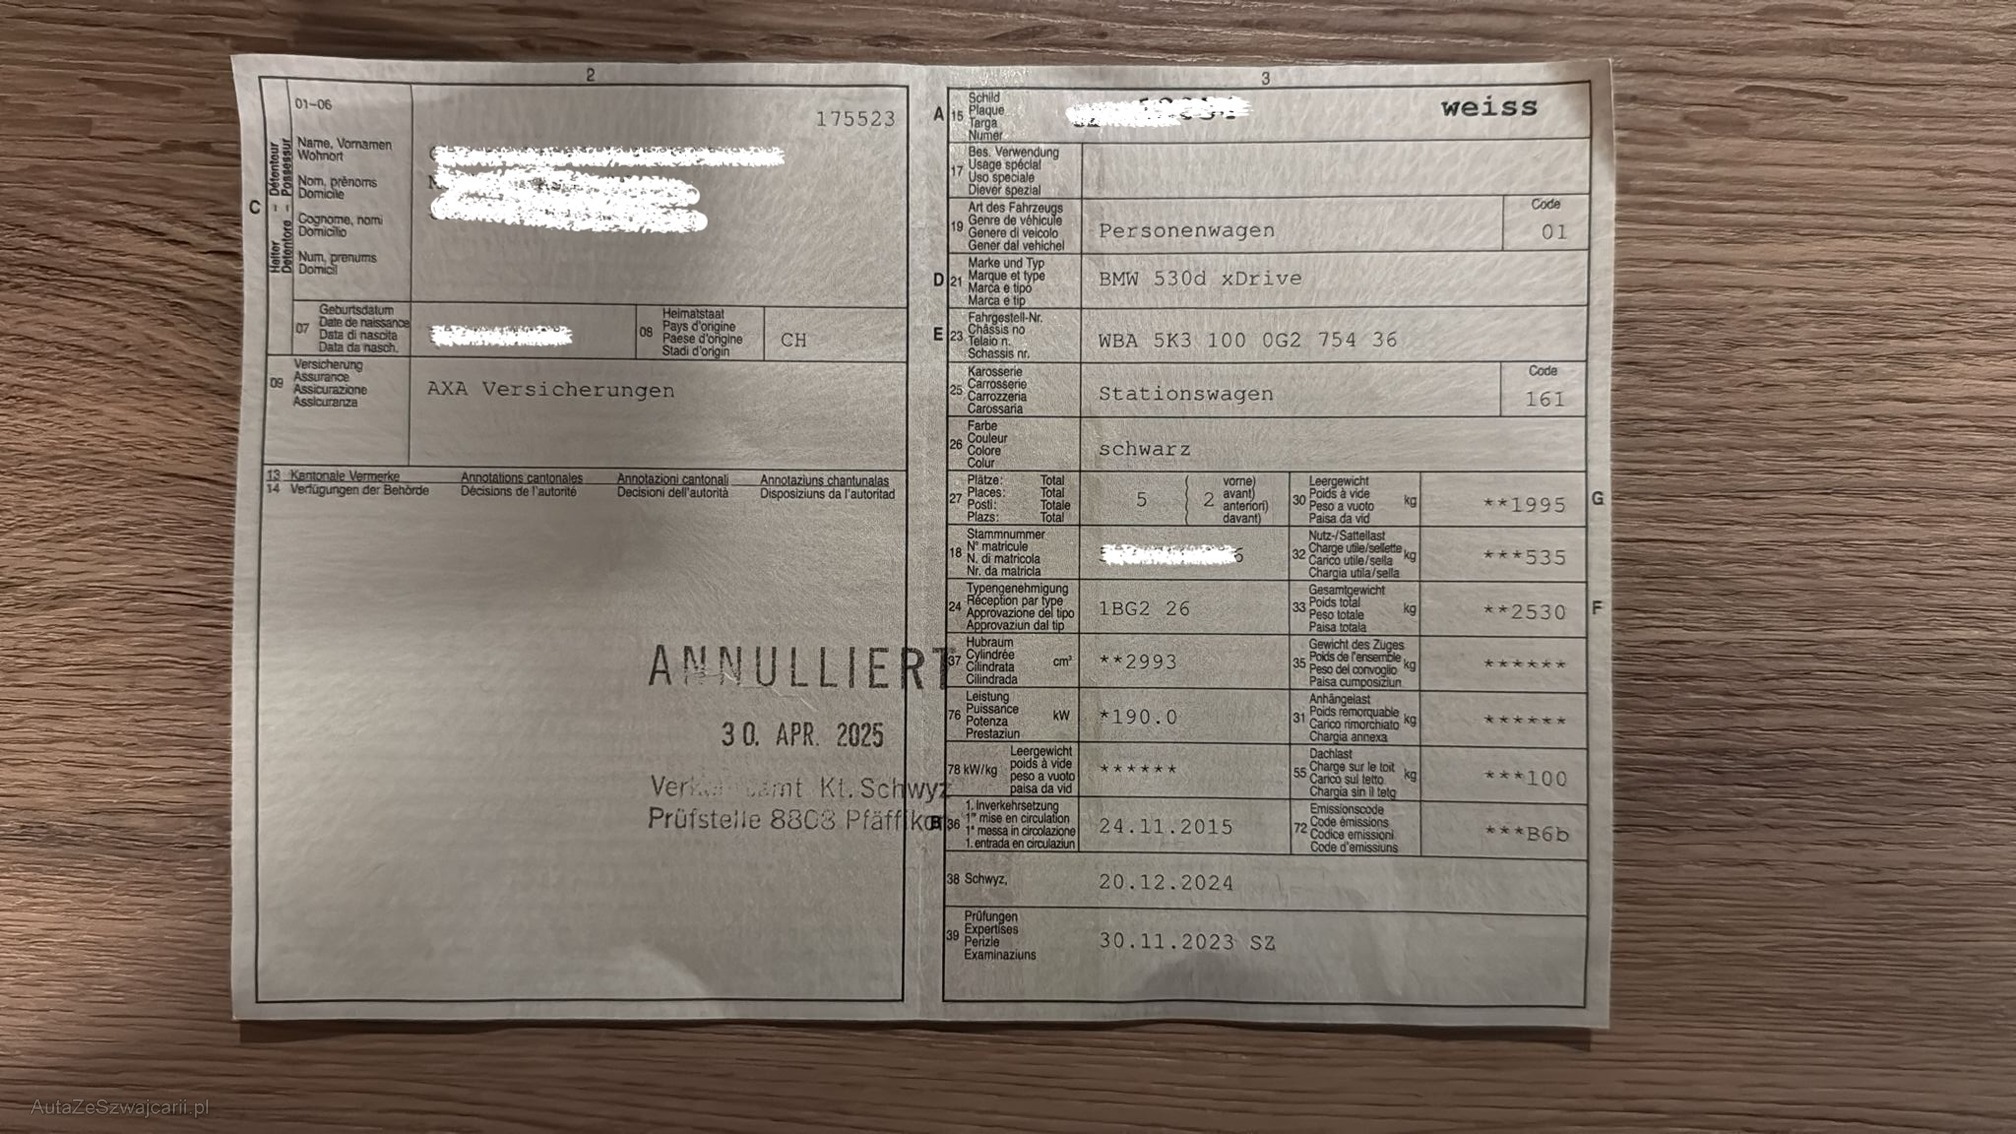 2
01-06
175523
C
Halter - Détenteur
Detentore - Possessur
Name, Vornamen
Wohnort
Nom, prénoms
Domicile
Cognome, nomi
Domicilio
Num, prenums
Domicil
07
Geburtsdatum
Date de naissance
Data di nascita
Data da nasch.
08
Heimatstaat
Pays d'origine
Paese d'origine
Stadi d'origin
CH
09
Versicherung
Assurance
Assicurazione
Assicuranza
AXA Versicherungen
13 Kantonale Vermerke Annotations cantonales Annotazioni cantonali Annotaziuns chantunalas
14 Verfügungen der Behörde Décisions de l'autorité Decisioni dell'autorità Disposiziuns da l'autoritad
ANNULLIERT
30. APR. 2025
Kt. Schwyz
Prüfstelle 8808
3
A 15
Schild
Plaque
Targa
Numer
weiss
17
Bes. Verwendung
Usage spécial
Uso speciale
Diever spezial
19
Art des Fahrzeugs
Genre de véhicule
Genere di veicolo
Gener dal vehichel
Personenwagen
Code
01
D 21
Marke und Typ
Marque et type
Marca e tipo
Marca e tip
BMW 530d xDrive
E 23
Fahrgestell-Nr.
Châssis no
Telaio n.
Schassis nr.
WBA 5K3 100 0G2 754 36
25
Karosserie
Carrosserie
Carrozzeria
Carossaria
Stationswagen
Code
161
26
Farbe
Couleur
Colore
Colur
schwarz
27
Plätze: Total
Places: Total
Posti: Totale
Plazs: Total
5
2
vorne)
avant)
anteriori)
davant)
30
Leergewicht
Poids à vide
Peso a vuoto
Paisa da vid
kg
**1995
G
18
Stammnummer
N° matricule
N. di matricola
Nr. da matricla
6
32
Nutz-/Sattellast
Charge utile/sellette
Carico utile/sella
Chargia utila/sella
kg
***535
24
Typengenehmigung
Réception par type
Approvazione del tipo
Approvaziun dal tip
1BG2 26
33
Gesamtgewicht
Poids total
Peso totale
Paisa totala
kg
**2530
F
37
Hubraum
Cylindrée
Cilindrata
Cilindrada
cm³
**2993
35
Gewicht des Zuges
Poids de l'ensemble
Peso del convoglio
Paisa cumposiziun
kg
******
76
Leistung
Puissance
Potenza
Prestaziun
kW
*190.0
31
Anhängelast
Poids remorquable
Carico rimorchiato
Chargia annexa
kg
******
78 kW/kg
Leergewicht
poids à vide
peso a vuoto
paisa da vid
******
55
Dachlast
Charge sur le toit
Carico sul tetto
Chargia sin il tetg
kg
***100
B 36
1. Inverkehrsetzung
1re mise en circulation
1a messa in circolazione
1. entrada en circulaziun
24.11.2015
72
Emissionscode
Code émissions
Codice emissioni
Code d'emissiuns
***B6b
38 Schwyz,
20.12.2024
39
Prüfungen
Expertises
Perizie
Examinaziuns
30.11.2023 SZ
AutaZeSzwajcarii.pl